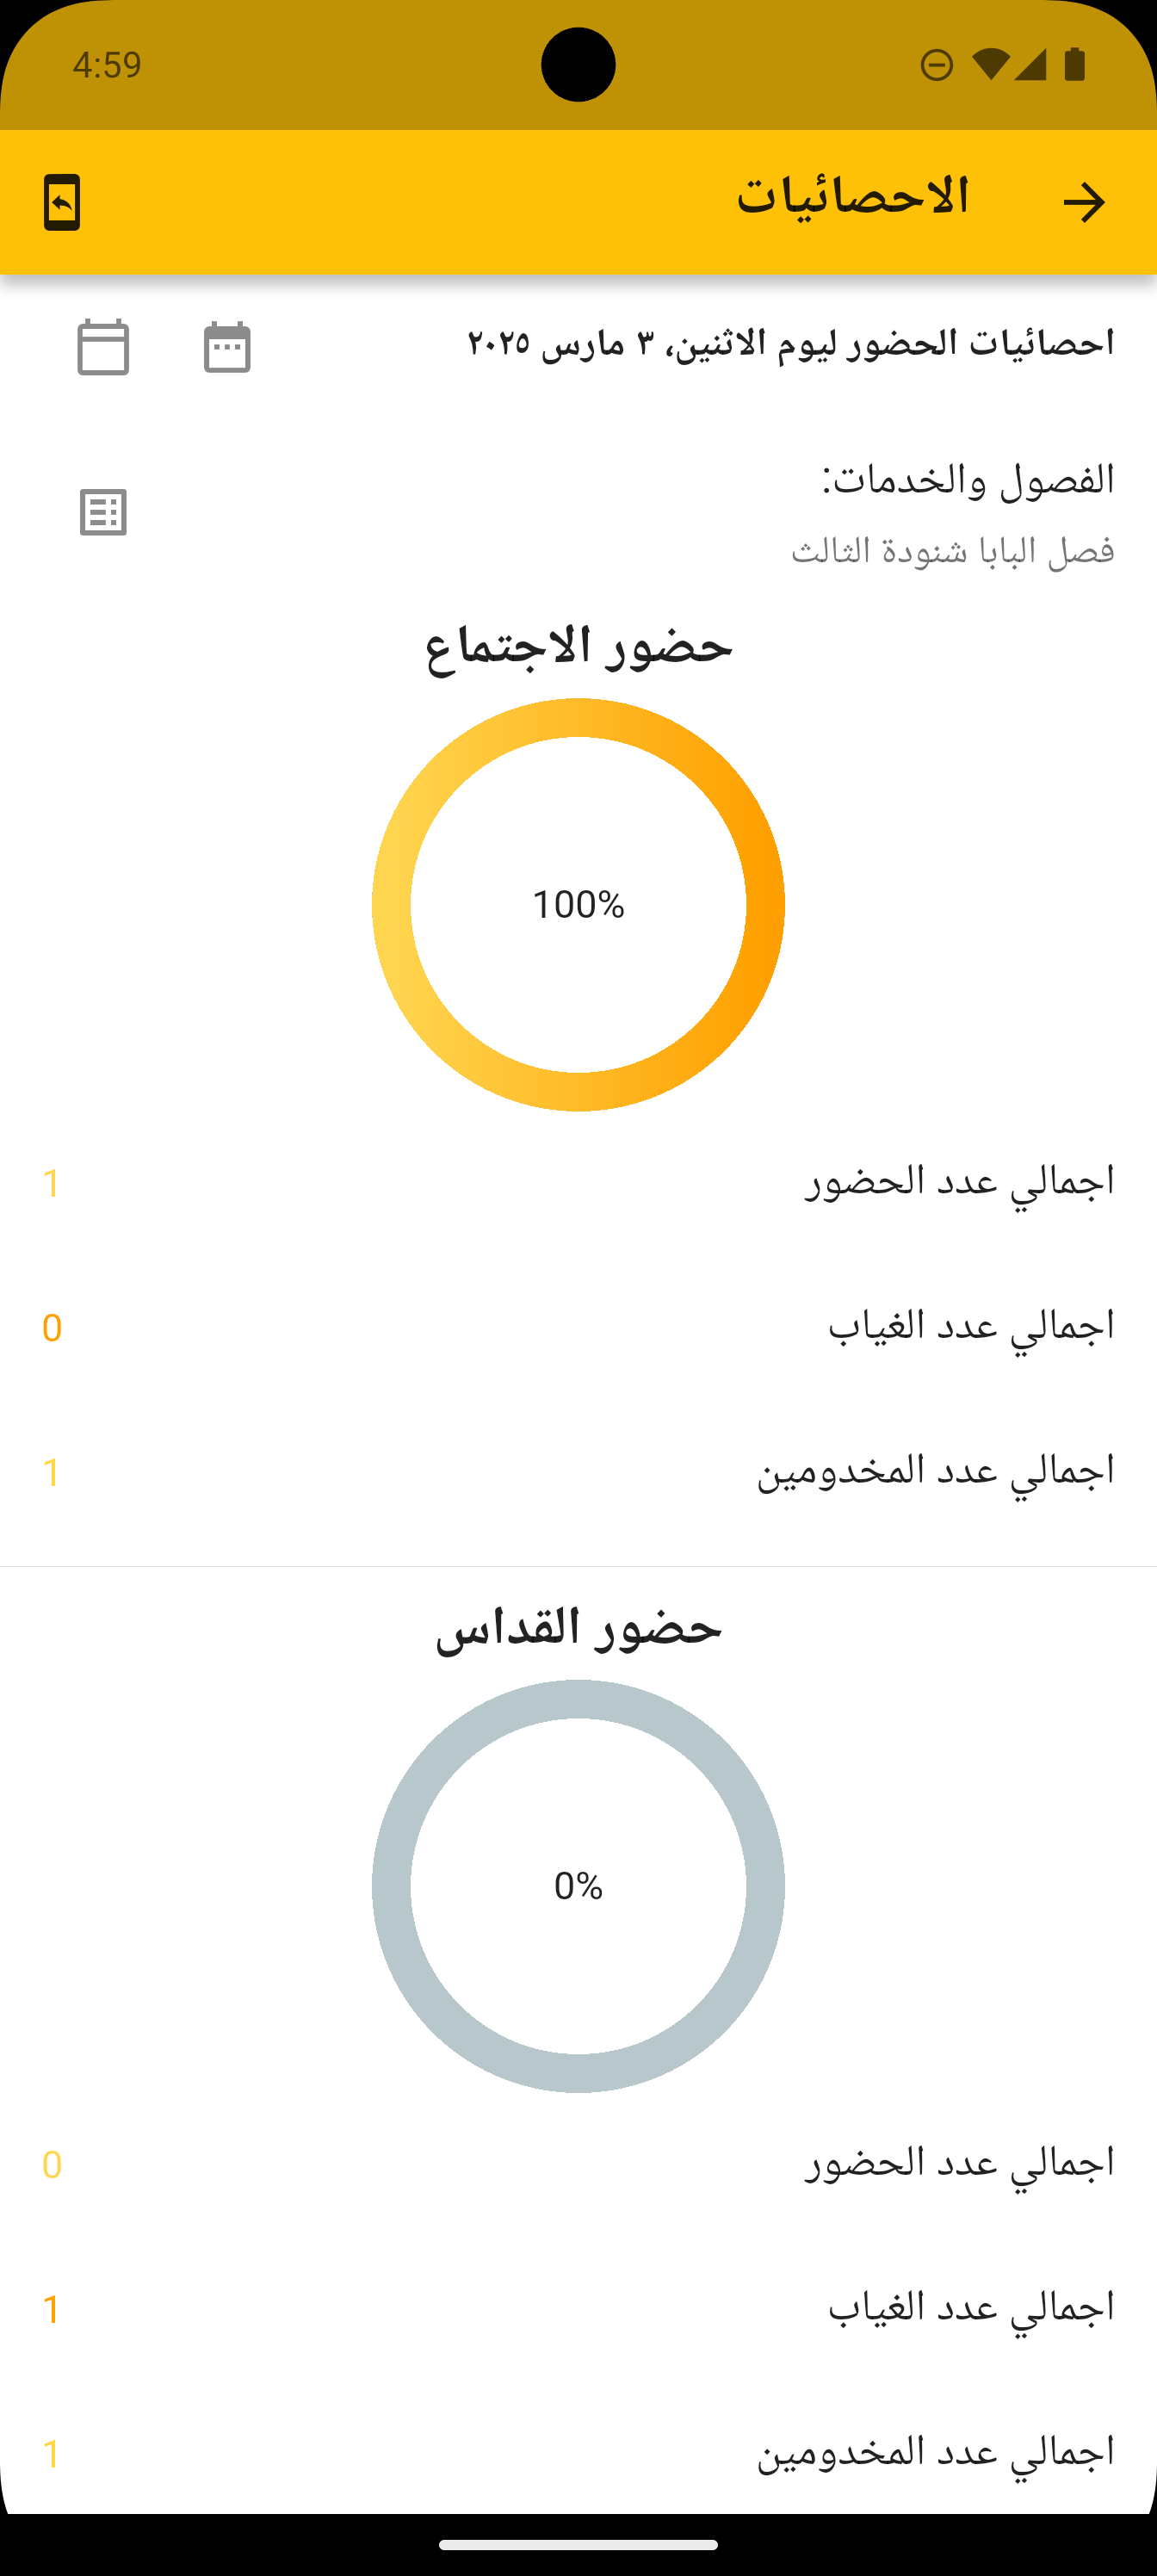 4:59
الاحصائيات
احصائيات الحضور ليوم الاثنين، ٣ مارس ٢٠٢٥
الفصول والخدمات:
فصل البابا شنودة الثالث
حضور الاجتماع
100%
اجمالي عدد الحضور 1
اجمالي عدد الغياب 0
اجمالي عدد المخدومين 1
حضور القداس
0%
اجمالي عدد الحضور 0
اجمالي عدد الغياب 1
اجمالي عدد المخدومين 1